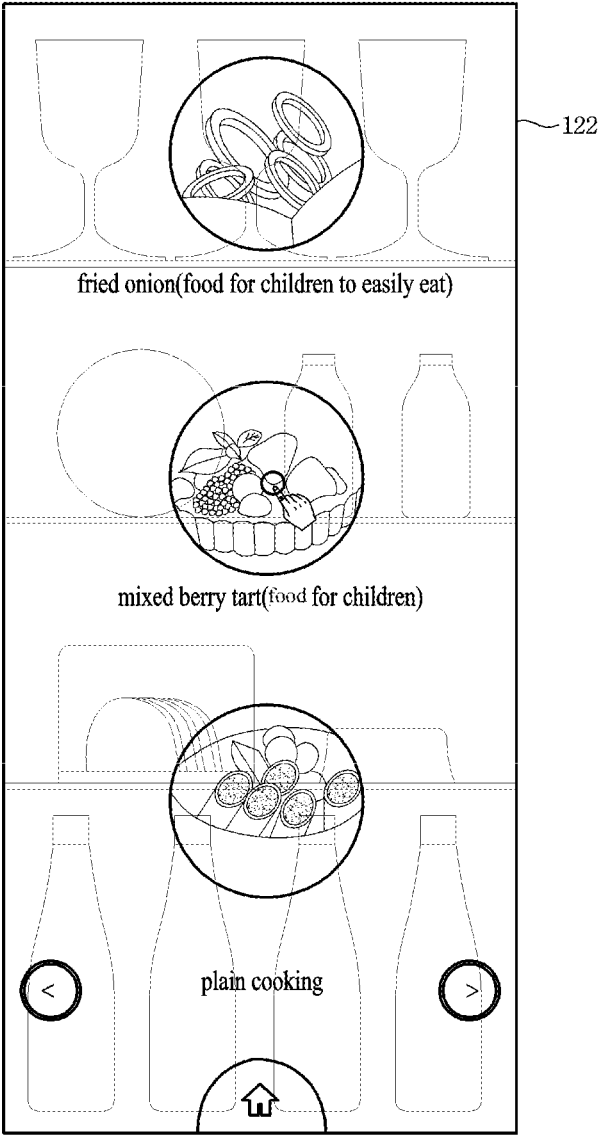 122
fried onion(food for children to easily eat)
mixed berry tart(food for children)
plain cooking
< >